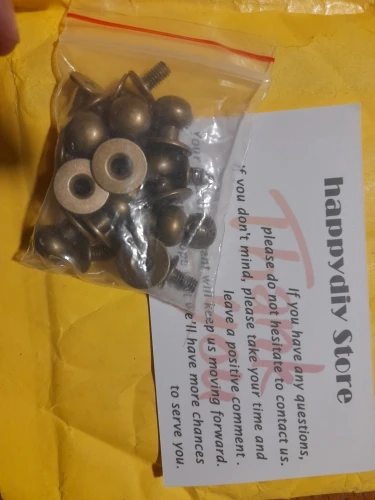 happydiy Store
Thank
If you have any questions,
please do not hesitate to contact us.
If you don't mind, please take your time and
leave a positive comment.
will keep us moving forward.
we'll have more chances
to serve you.